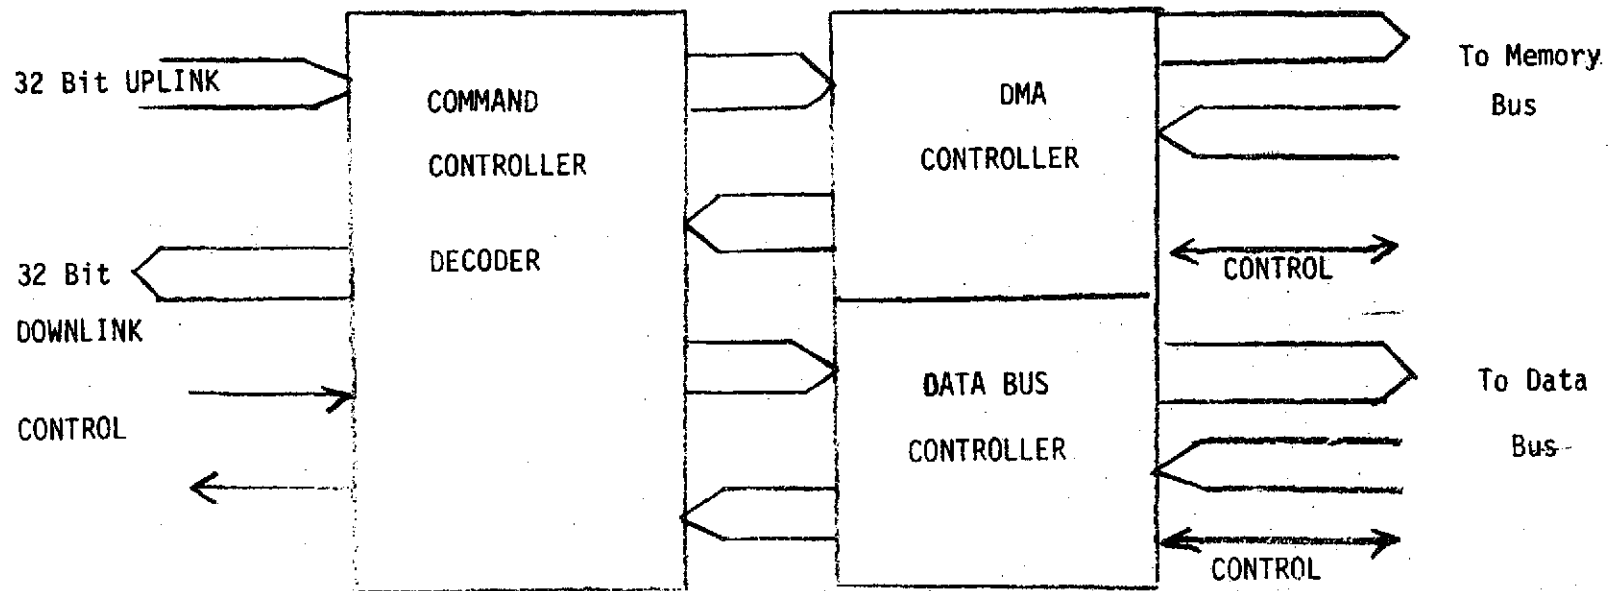 32 Bit UPLINK
32 Bit
DOWNLINK
CONTROL
COMMAND
CONTROLLER
DECODER
DMA
CONTROLLER
DATA BUS
CONTROLLER
To Memory
Bus
CONTROL
To Data
Bus
CONTROL